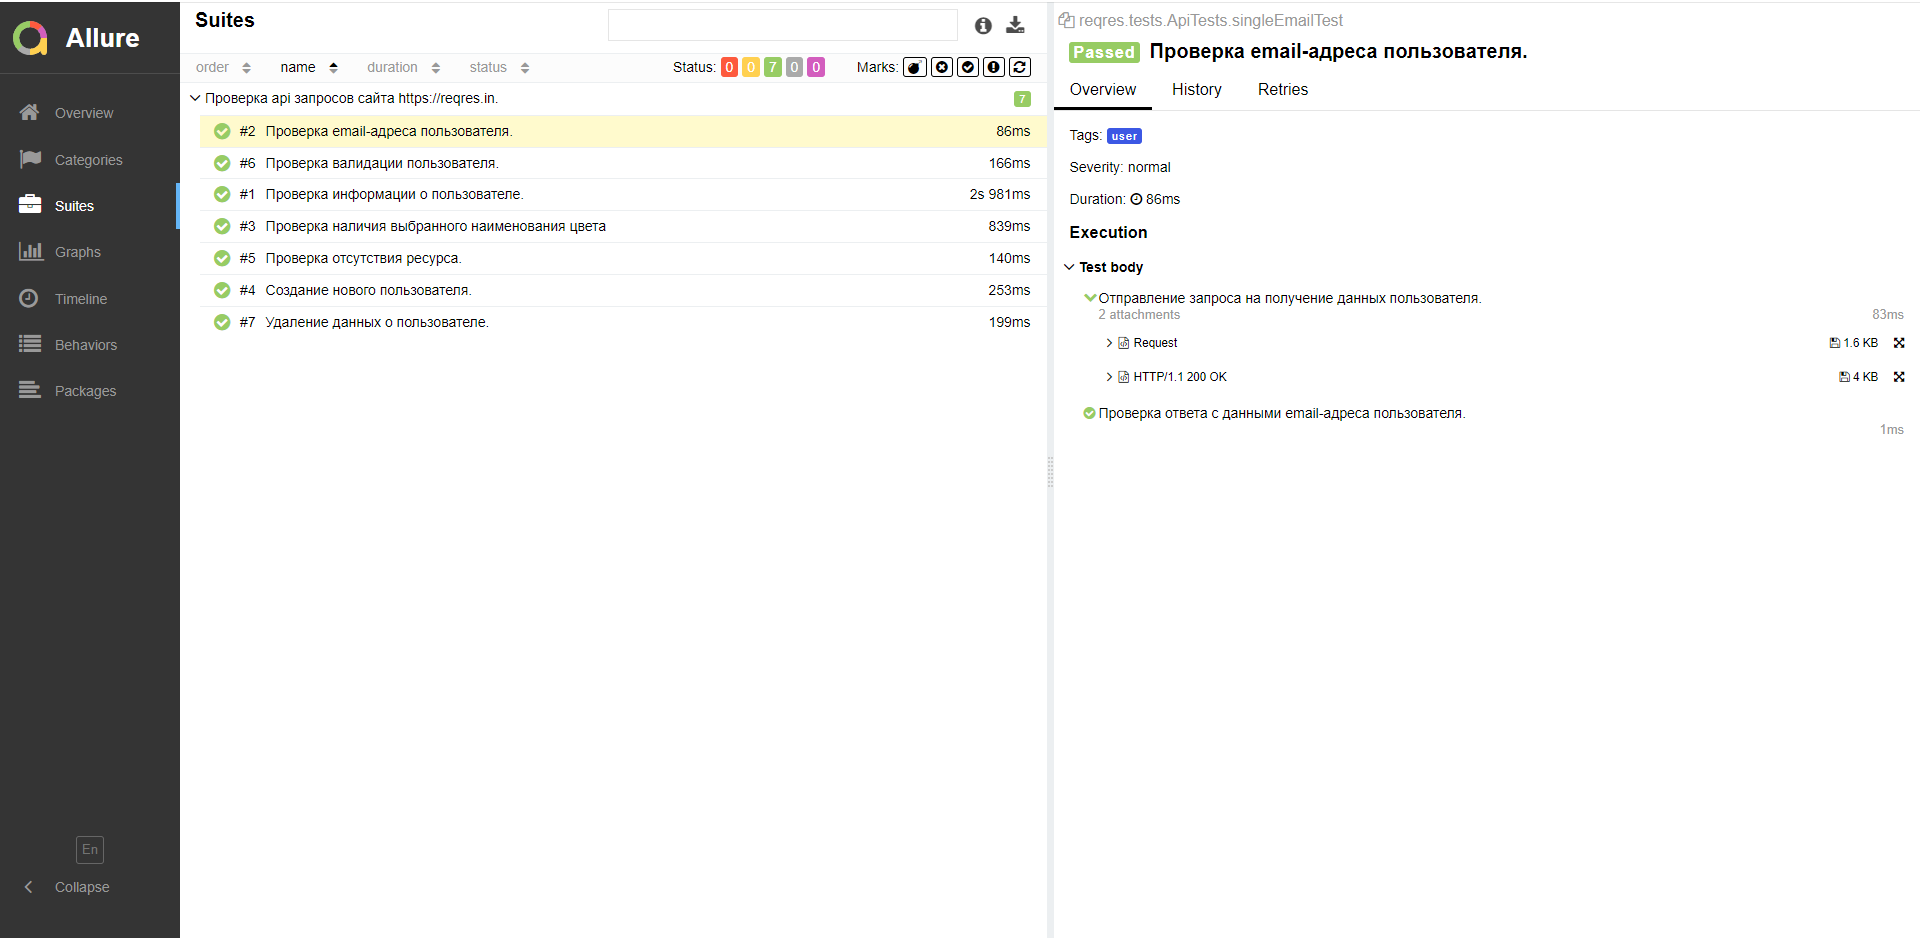 Allure
Overview
Categories
Suites
Graphs
Timeline
Behaviors
Packages
En
Collapse
Suites
order name duration status Status: 0 0 7 0 0 Marks:
Проверка api запросов сайта https://reqres.in. 7
#2 Проверка email-адреса пользователя. 86ms
#6 Проверка валидации пользователя. 166ms
#1 Проверка информации о пользователе. 2s 981ms
#3 Проверка наличия выбранного наименования цвета 839ms
#5 Проверка отсутствия ресурса. 140ms
#4 Создание нового пользователя. 253ms
#7 Удаление данных о пользователе. 199ms
reqres.tests.ApiTests.singleEmailTest
Passed Проверка email-адреса пользователя.
Overview History Retries
Tags: user
Severity: normal
Duration: 86ms
Execution
Test body
Отправление запроса на получение данных пользователя.
2 attachments 83ms
Request 1.6 KB
HTTP/1.1 200 OK 4 KB
Проверка ответа с данными email-адреса пользователя.
1ms